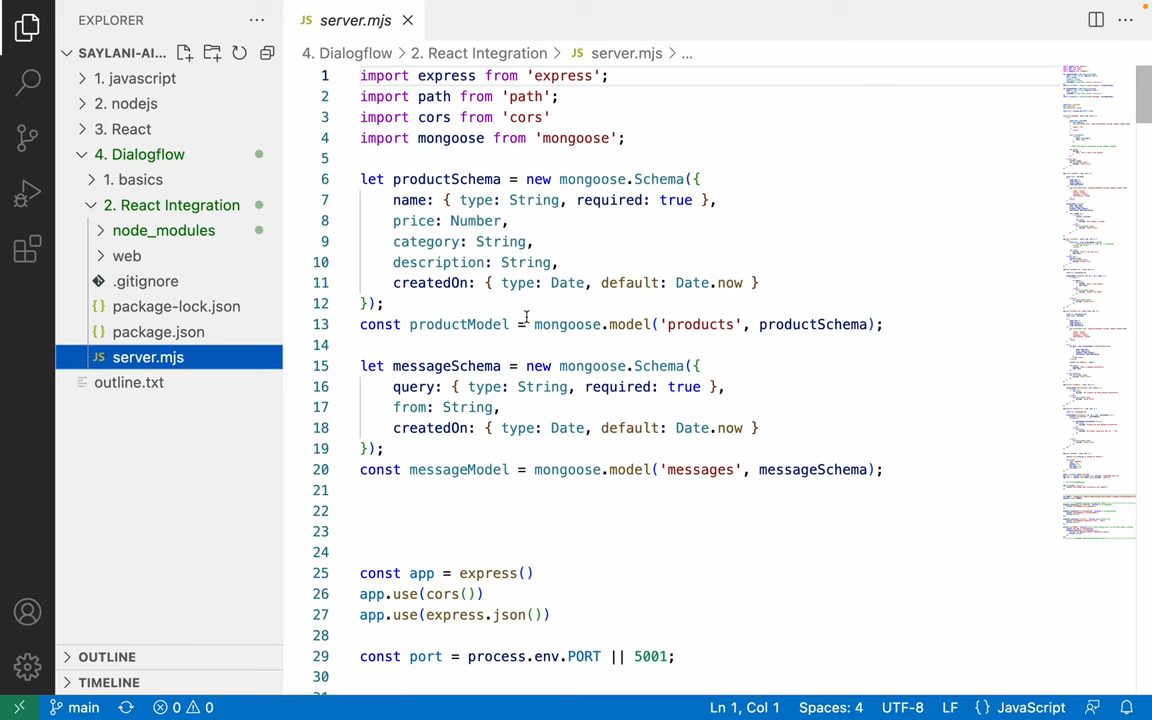 EXPLORER
SAYLANI-AI...
1. javascript
2. nodejs
3. React
4. Dialogflow
1. basics
2. React Integration
node_modules
web
.gitignore
{} package-lock.json
{} package.json
JS server.mjs
outline.txt
OUTLINE
TIMELINE
JS server.mjs
4. Dialogflow > 2. React Integration > JS server.mjs > ...
1 import express from 'express';
2 import path from 'path';
3 import cors from 'cors'
4 import mongoose from 'mongoose';
5
6 let productSchema = new mongoose.Schema({
7 name: { type: String, required: true },
8 price: Number,
9 category: String,
10 description: String,
11 createdOn: { type: Date, default: Date.now }
12 });
13 const productModel = mongoose.model('products', productSchema);
14
15 let messageSchema = new mongoose.Schema({
16 query: { type: String, required: true },
17 from: String,
18 createdOn: { type: Date, default: Date.now }
19 });
20 const messageModel = mongoose.model('messages', messageSchema);
21
22
23
24
25 const app = express()
26 app.use(cors())
27 app.use(express.json())
28
29 const port = process.env.PORT || 5001;
30
main 0 0 Ln 1, Col 1 Spaces: 4 UTF-8 LF {} JavaScript